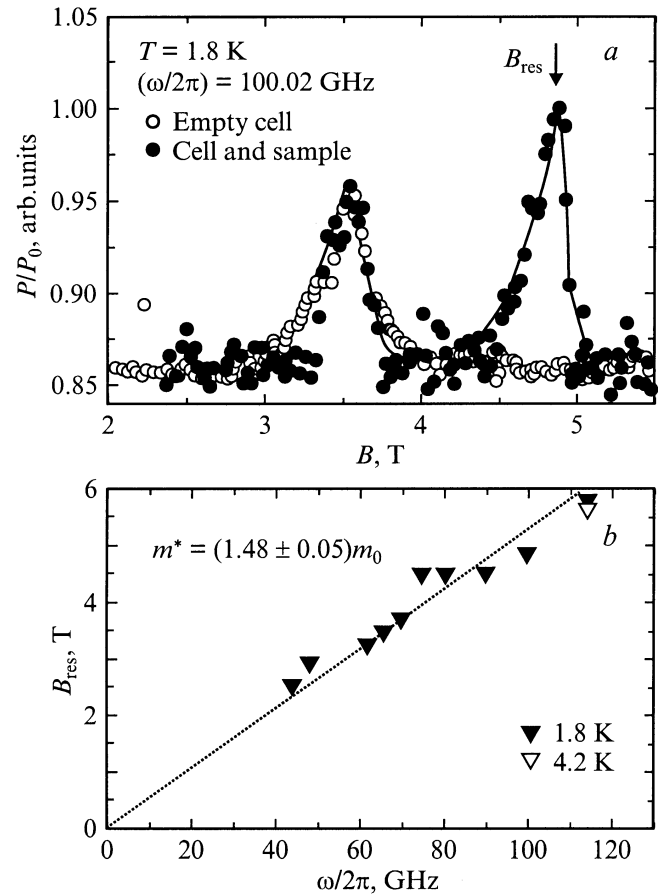 1.05
T = 1.8 K
a
(ω/2π) = 100.02 GHz
B_res
Empty cell
1.00
Cell and sample
0.95
P/P_0, arb.units
0.90
0.85
2 3 4 5
B, T
6
m* = (1.48 ± 0.05)m_0
b
4
B_res, T
2
1.8 K
4.2 K
0
0 20 40 60 80 100 120
ω/2π, GHz